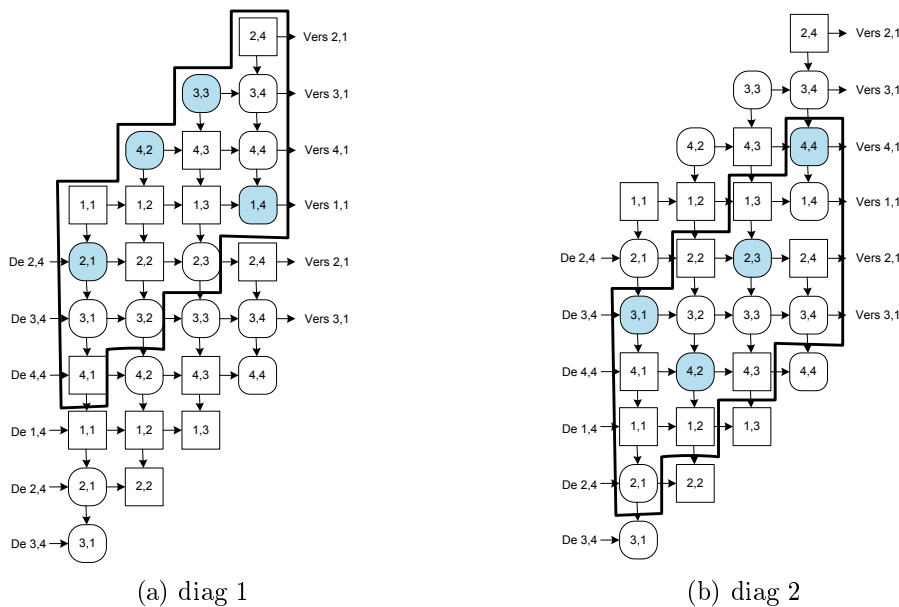 2,4 Vers 2,1
3,3 3,4 Vers 3,1
4,2 4,3 4,4 Vers 4,1
1,1 1,2 1,3 1,4 Vers 1,1
De 2,4 2,1 2,2 2,3 2,4 Vers 2,1
De 3,4 3,1 3,2 3,3 3,4 Vers 3,1
De 4,4 4,1 4,2 4,3 4,4
De 1,4 1,1 1,2 1,3
De 2,4 2,1 2,2
De 3,4 3,1
(a) diag 1
2,4 Vers 2,1
3,3 3,4 Vers 3,1
4,2 4,3 4,4 Vers 4,1
1,1 1,2 1,3 1,4 Vers 1,1
De 2,4 2,1 2,2 2,3 2,4 Vers 2,1
De 3,4 3,1 3,2 3,3 3,4 Vers 3,1
De 4,4 4,1 4,2 4,3 4,4
De 1,4 1,1 1,2 1,3
De 2,4 2,1 2,2
De 3,4 3,1
(b) diag 2